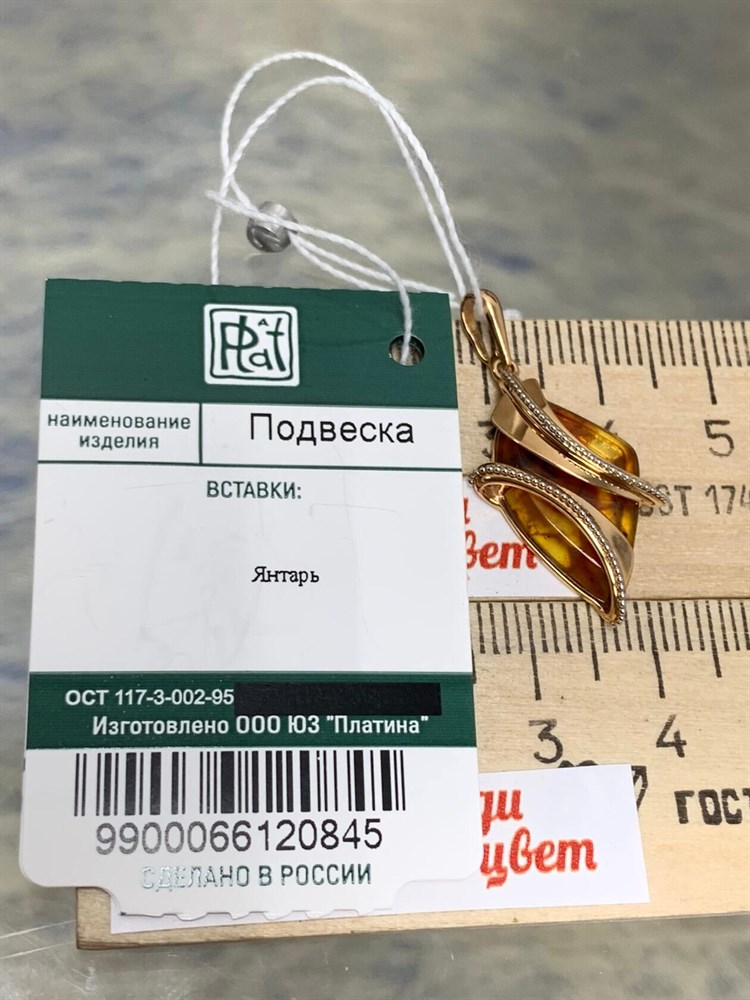 Plat
наименование
изделия
Подвеска
ВСТАВКИ:
Янтарь
ОСТ 117-3-002-95
Изготовлено ООО ЮЗ "Платина"
9900066120845
СДЕЛАНО В РОССИИ
5
цвет
3 4
ГОСТ
цвет